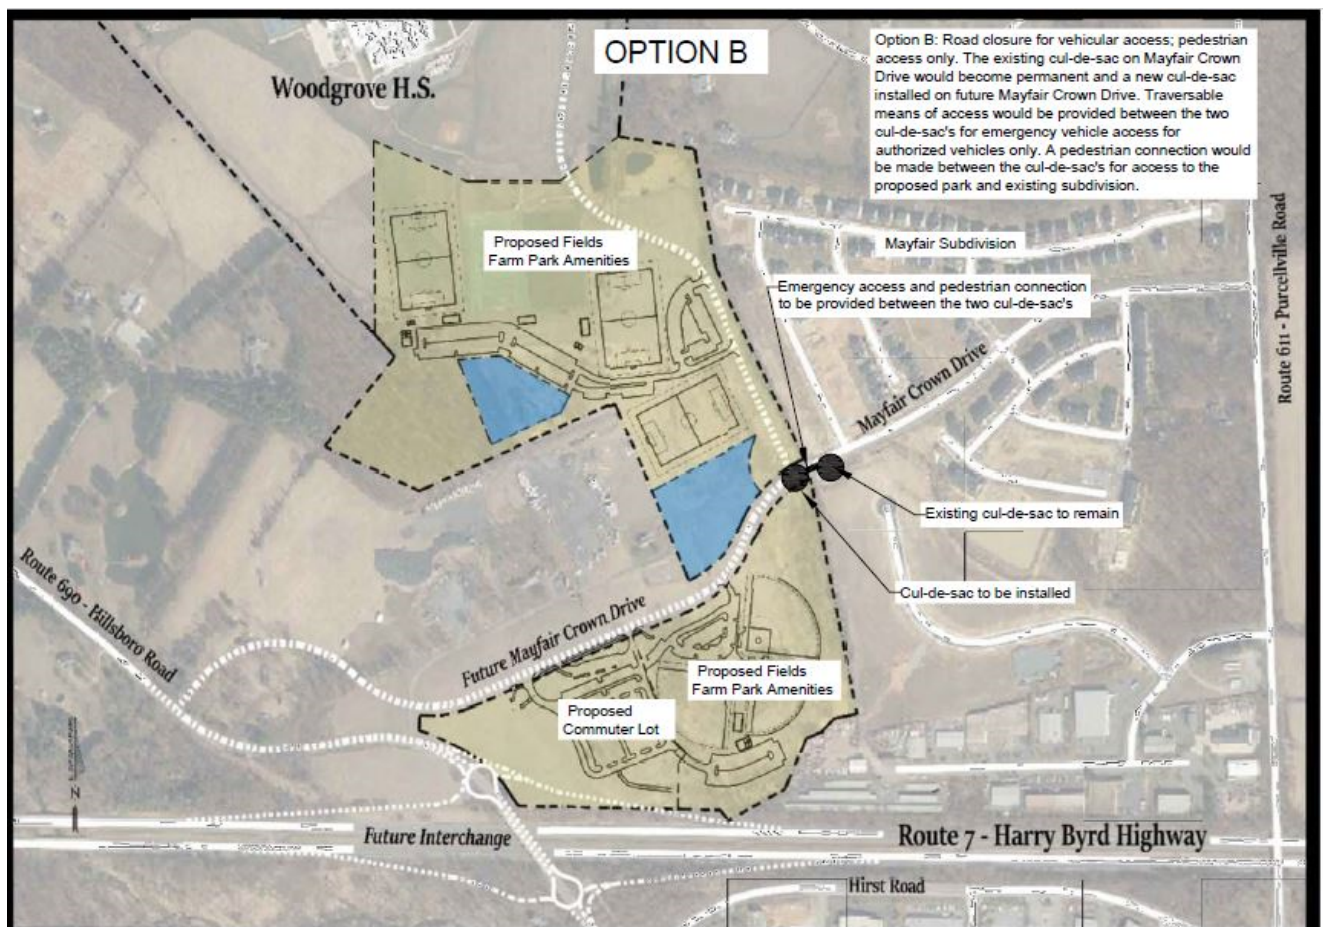 OPTION B
Option B: Road closure for vehicular access; pedestrian
access only. The existing cul-de-sac on Mayfair Crown
Drive would become permanent and a new cul-de-sac
installed on future Mayfair Crown Drive. Traversable
means of access would be provided between the two
cul-de-sac's for emergency vehicle access for
authorized vehicles only. A pedestrian connection would
be made between the cul-de-sac's for access to the
proposed park and existing subdivision.
Woodgrove H.S.
Proposed Fields
Farm Park Amenities
Mayfair Subdivision
Route 611 - Purcellville Road
Emergency access and pedestrian connection
to be provided between the two cul-de-sac's
Mayfair Crown Drive
Existing cul-de-sac to remain
Cul-de-sac to be installed
Route 690 - Hillsboro Road
Future Mayfair Crown Drive
Proposed Fields
Farm Park Amenities
Proposed
Commuter Lot
N
Future Interchange
Route 7 - Harry Byrd Highway
Hirst Road